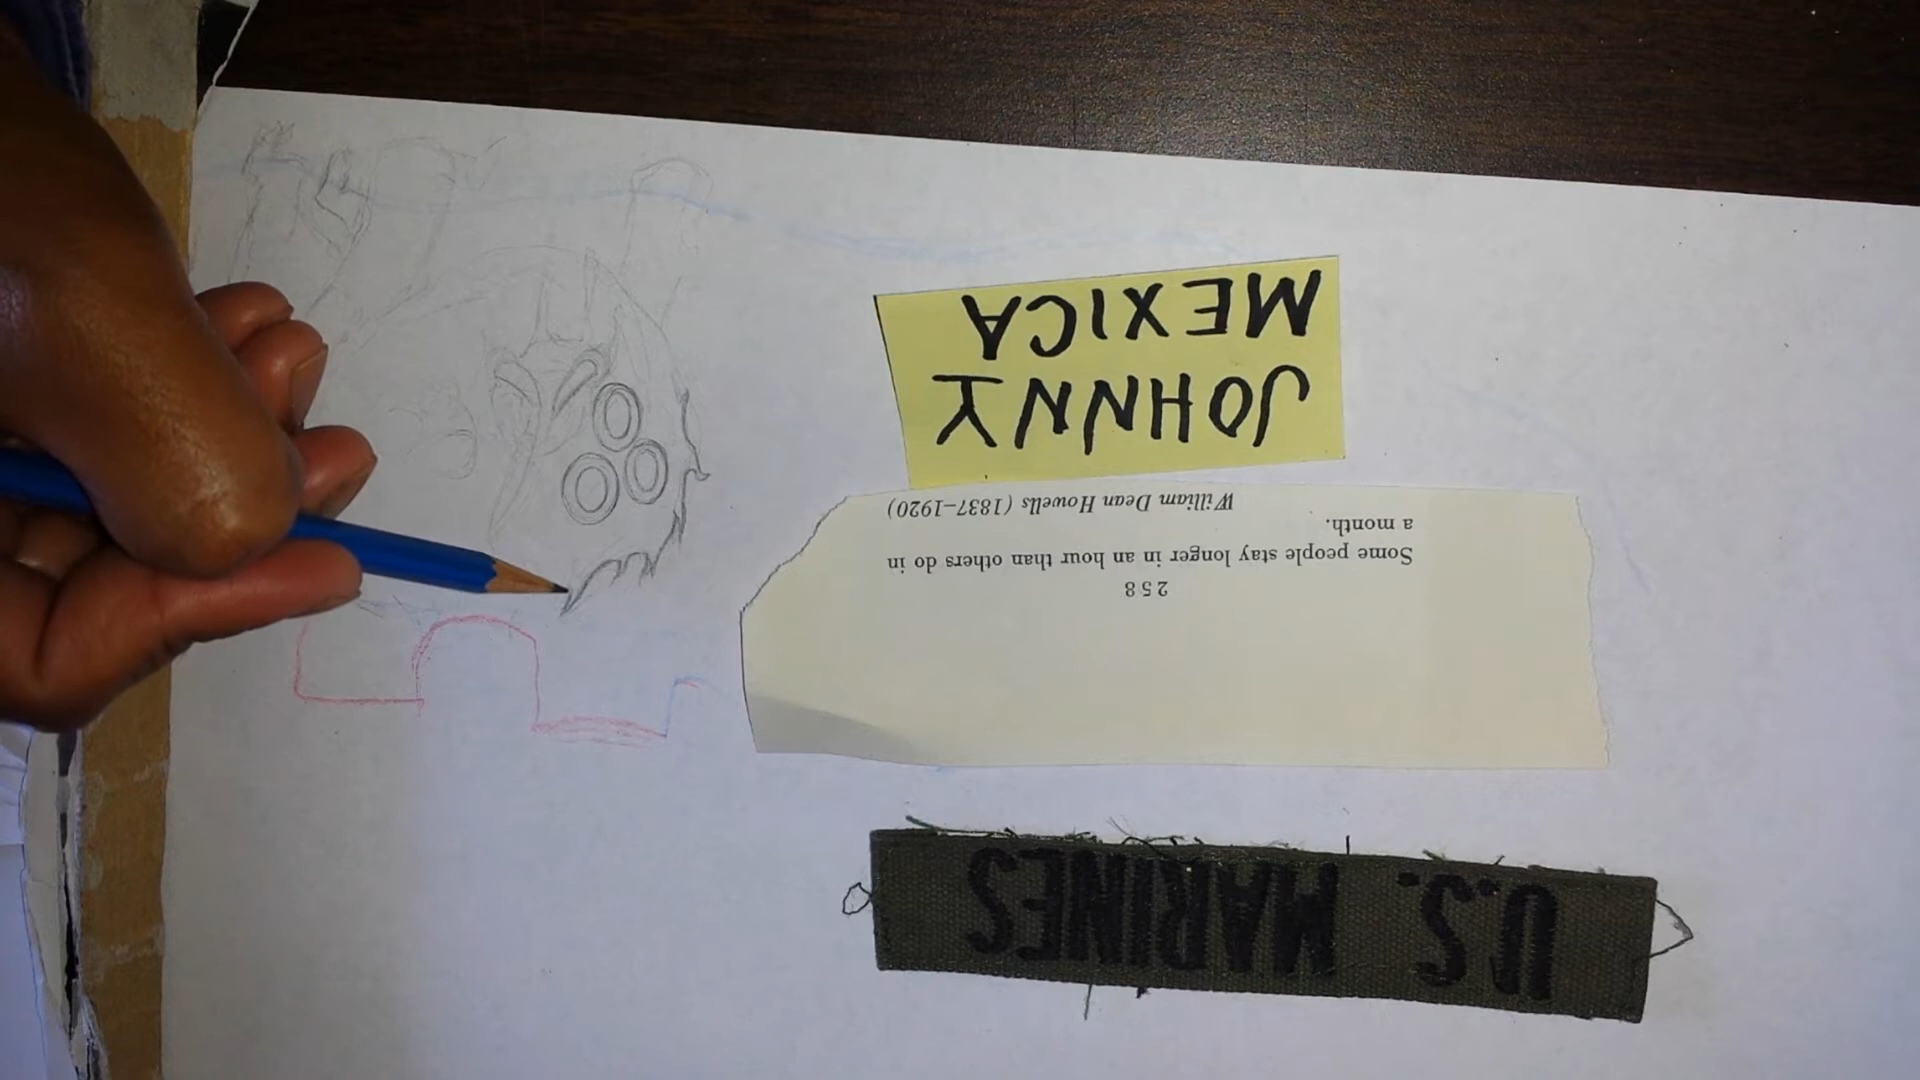 U.S. MARINES
258
Some people stay longer in an hour than others do in
a month.
William Dean Howells (1837–1920)
JOHNNY
MEXICA